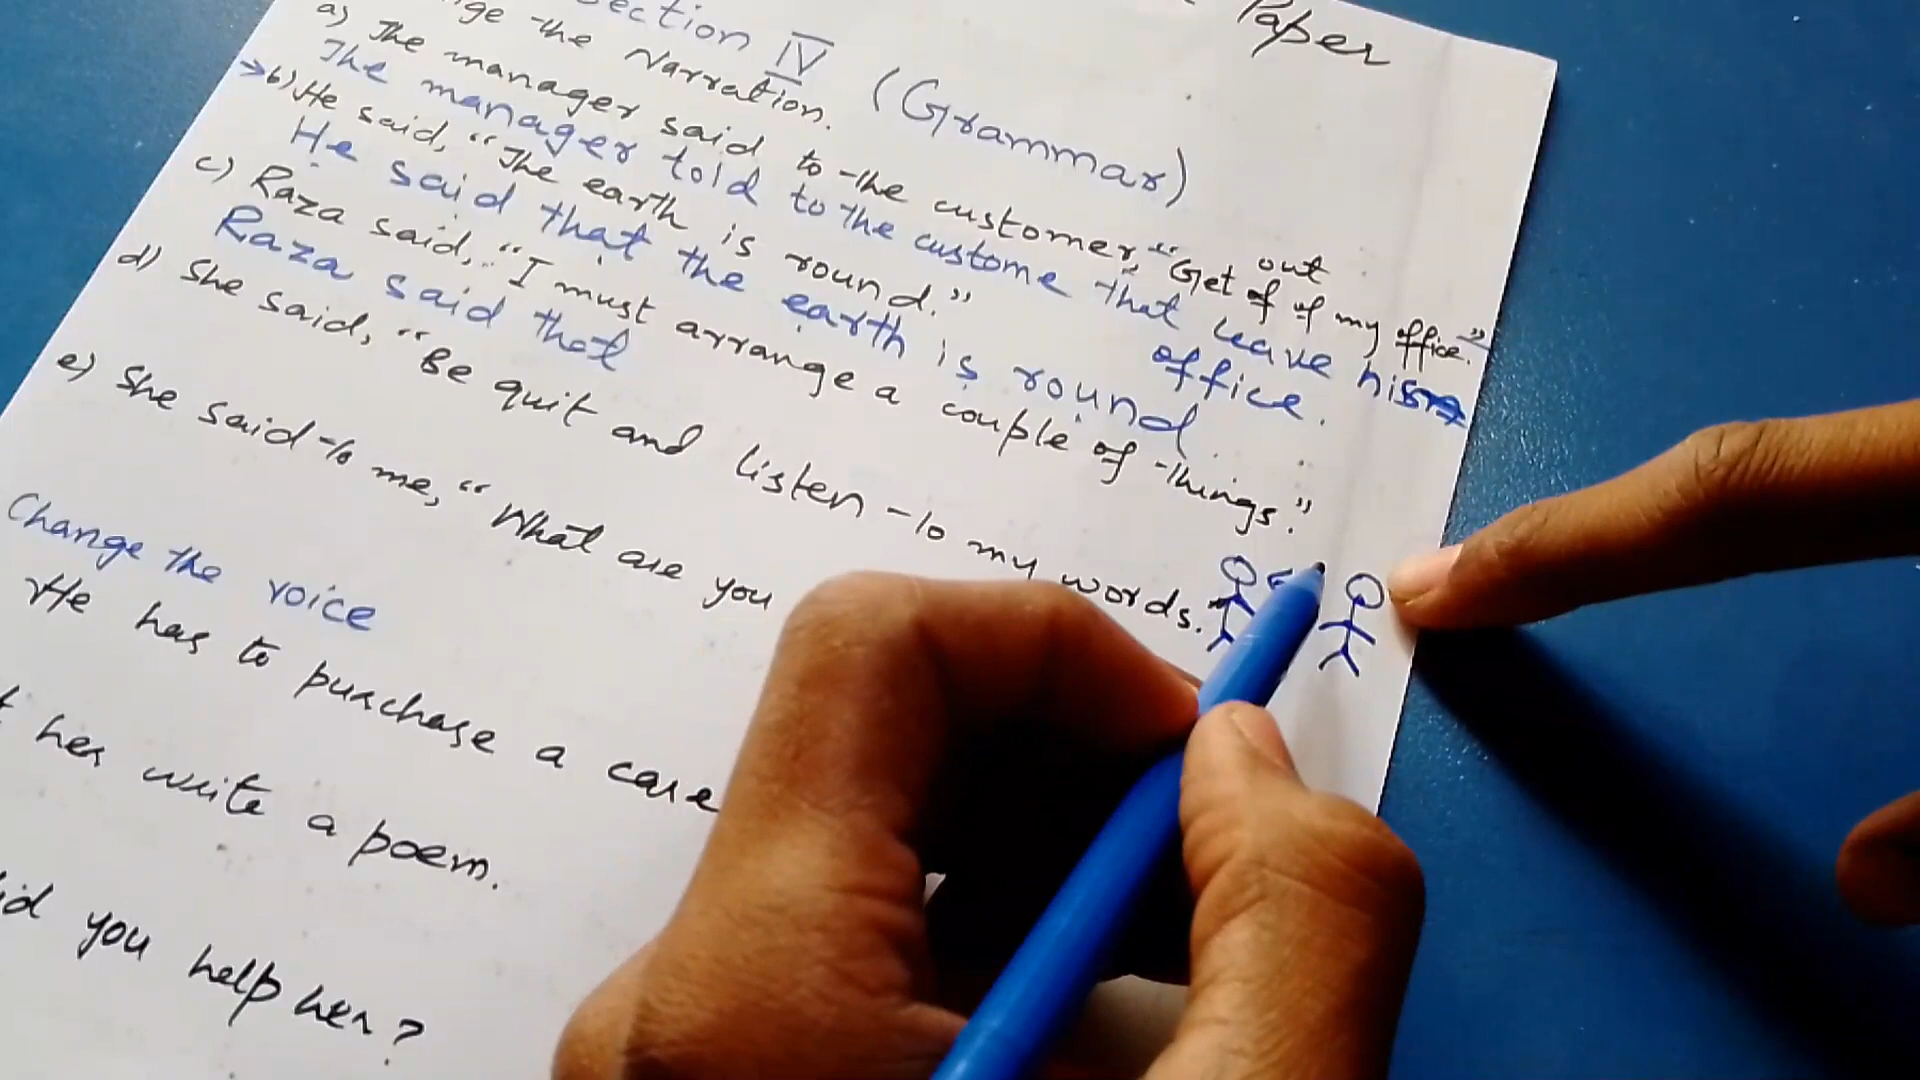 Paper
ection IV (Grammar)
nge the Narration.
a) The manager said to the customer, "Get out of of my office."
The manager told to the custome that leave his office.
b) He said, "The earth is round."
He said that the earth is round
c) Raza said, "I must arrange a couple of things."
Raza said that
d) She said, "Be quit and listen to my words.
e) She said to me, "What are you
Change the voice
He has to purchase a care
her write a poem.
id you help her?